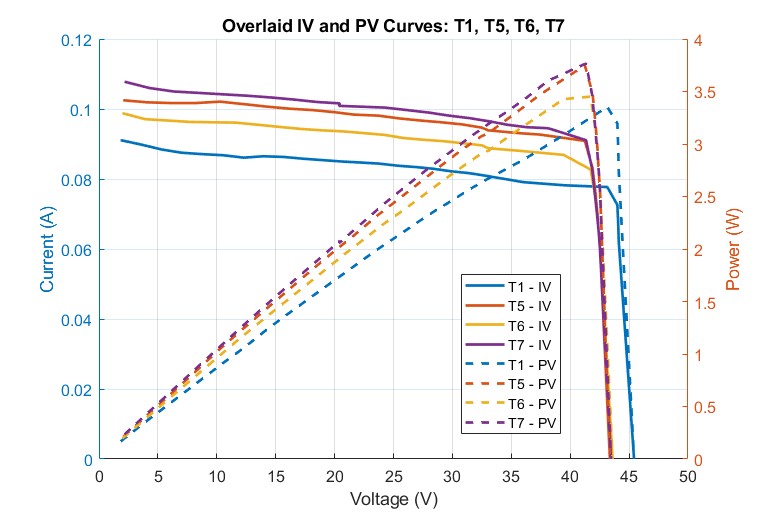 Overlaid IV and PV Curves: T1, T5, T6, T7
0.12
0.1
0.08
0.06
0.04
0.02
0
Current (A)
4
3.5
3
2.5
2
1.5
1
0.5
0
Power (W)
T1 - IV
T5 - IV
T6 - IV
T7 - IV
T1 - PV
T5 - PV
T6 - PV
T7 - PV
0 5 10 15 20 25 30 35 40 45 50
Voltage (V)